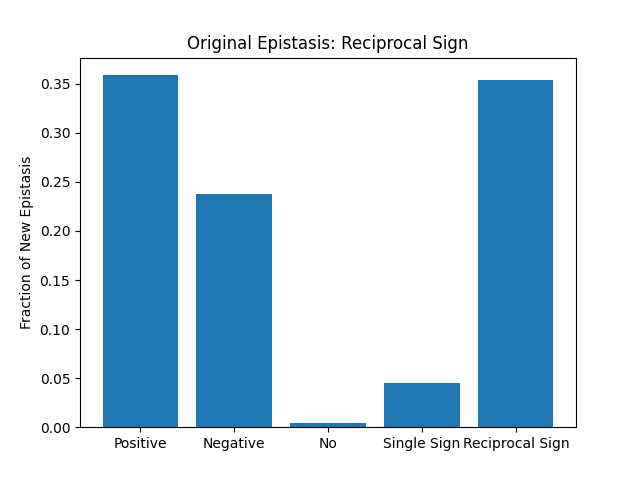 Original Epistasis: Reciprocal Sign
Fraction of New Epistasis
0.35
0.30
0.25
0.20
0.15
0.10
0.05
0.00
Positive Negative No Single Sign Reciprocal Sign